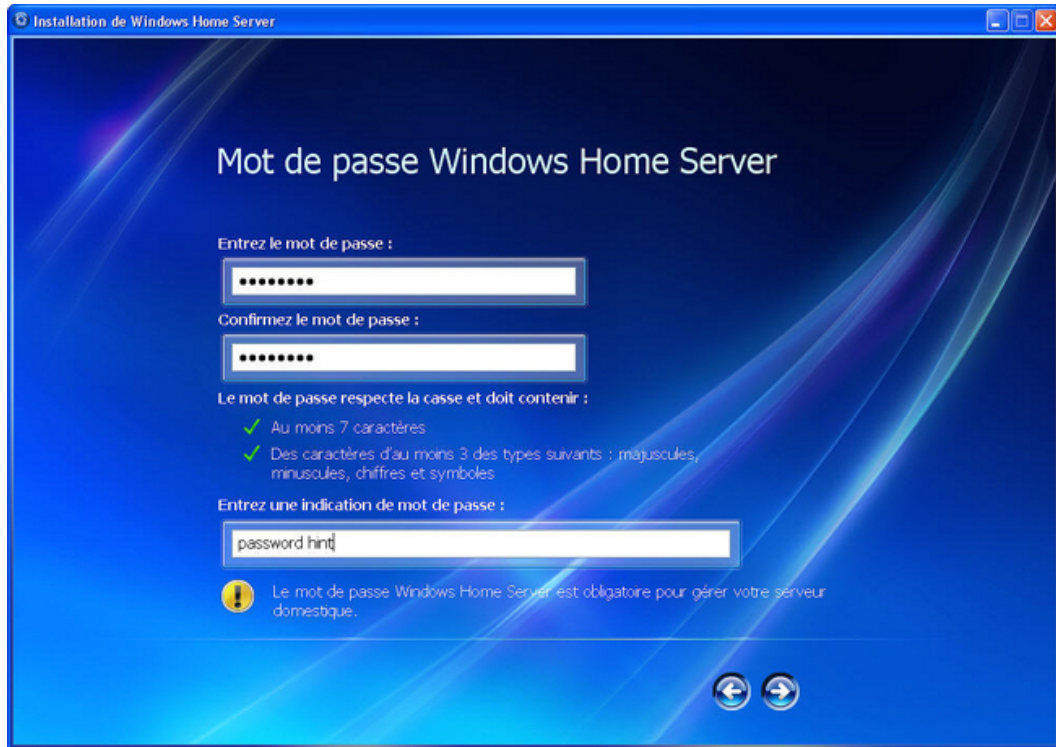 Installation de Windows Home Server
Mot de passe Windows Home Server
Entrez le mot de passe :
••••••••
Confirmez le mot de passe :
••••••••
Le mot de passe respecte la casse et doit contenir :
Au moins 7 caractères
Des caractères d'au moins 3 des types suivants : majuscules,
minuscules, chiffres et symboles
Entrez une indication de mot de passe :
password hint
Le mot de passe Windows Home Server est obligatoire pour gérer votre serveur
domestique.